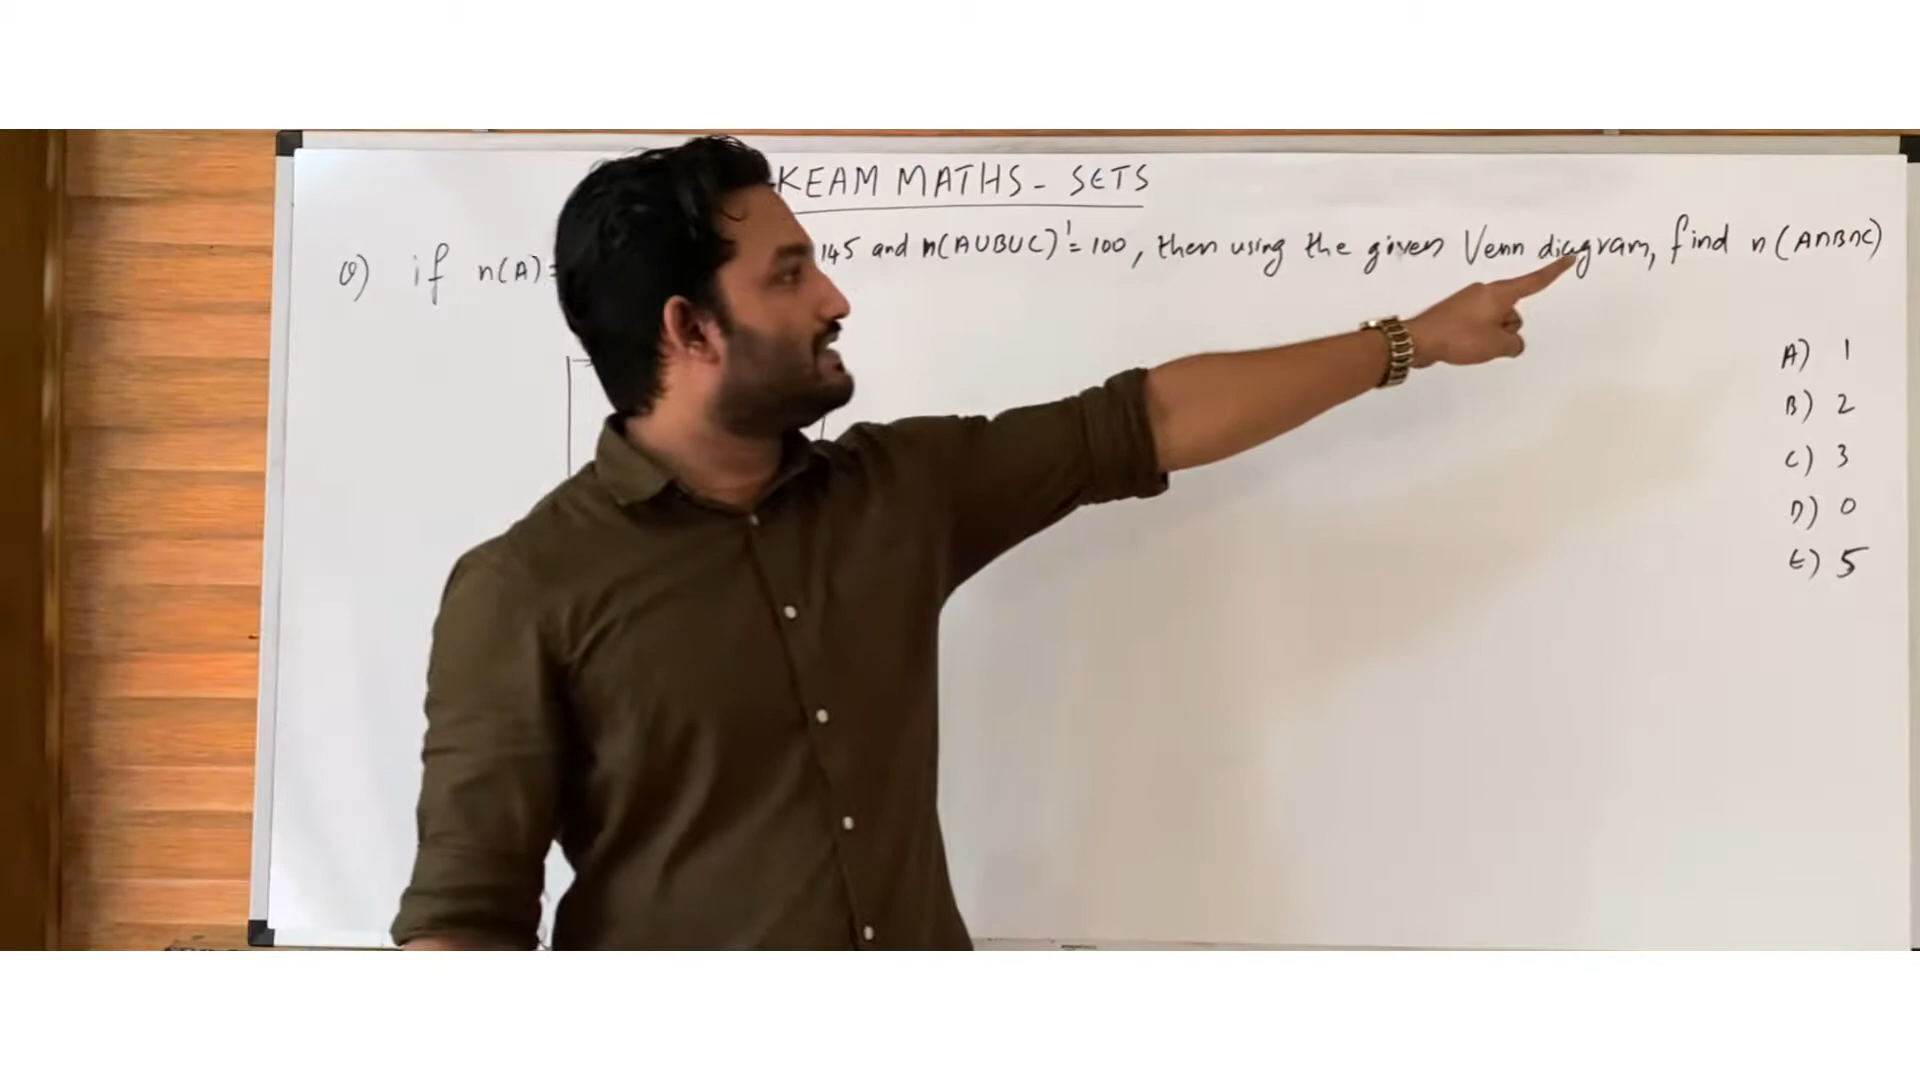 KEAM MATHS - SETS
Q) if n(A)= 145 and n(AUBUC)'= 100, then using the given Venn diagram, find n(A∩B∩C)
A) 1
B) 2
C) 3
D) 0
E) 5